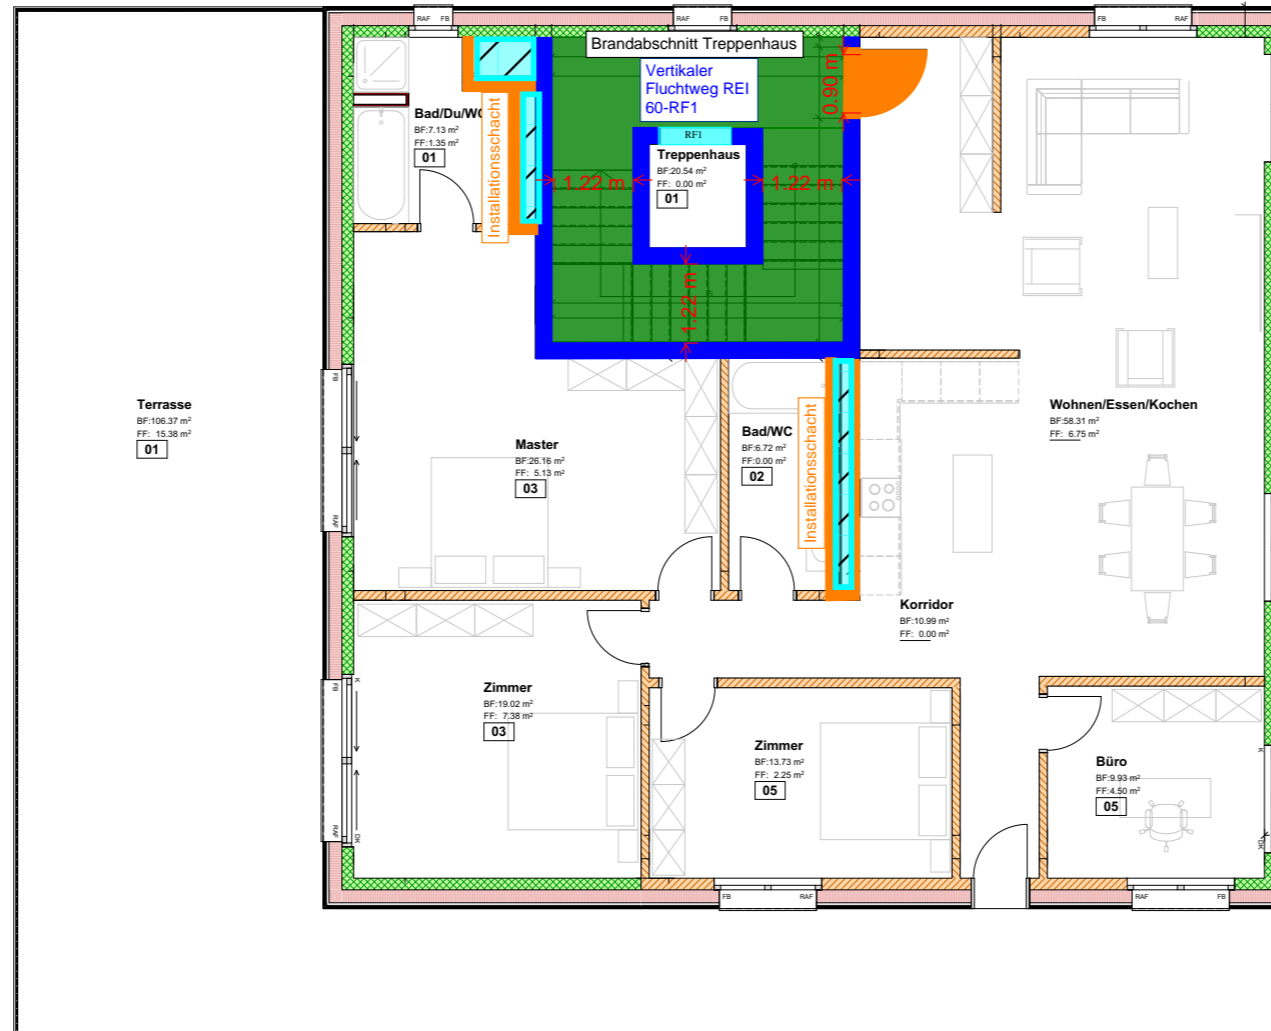 RAF FB
RAF FB
FB RAF
Brandabschnitt Treppenhaus
Vertikaler
Fluchtweg REI
60-RF1
0.90 m
Bad/Du/WC
BF:7.13 m²
FF:1.35 m²
01
Installationsschacht
RF1
Treppenhaus
BF:20.54 m²
FF: 0.00 m²
01
1.22 m
1.22 m
1.22 m
Terrasse
BF:106.37 m²
FF: 15.38 m²
01
FB
RAF
Master
BF:26.16 m²
FF: 5.13 m²
03
Bad/WC
BF:6.72 m²
FF:0.00 m²
02
Installationsschacht
Wohnen/Essen/Kochen
BF:58.31 m²
FF: 6.75 m²
Korridor
BF:10.99 m²
FF: 0.00 m²
FB
K
RAF
DK
Zimmer
BF:19.02 m²
FF: 7.38 m²
03
Zimmer
BF:13.73 m²
FF: 2.25 m²
05
Büro
BF:9.93 m²
FF:4.50 m²
05
K
DK
FB RAF
RAF FB